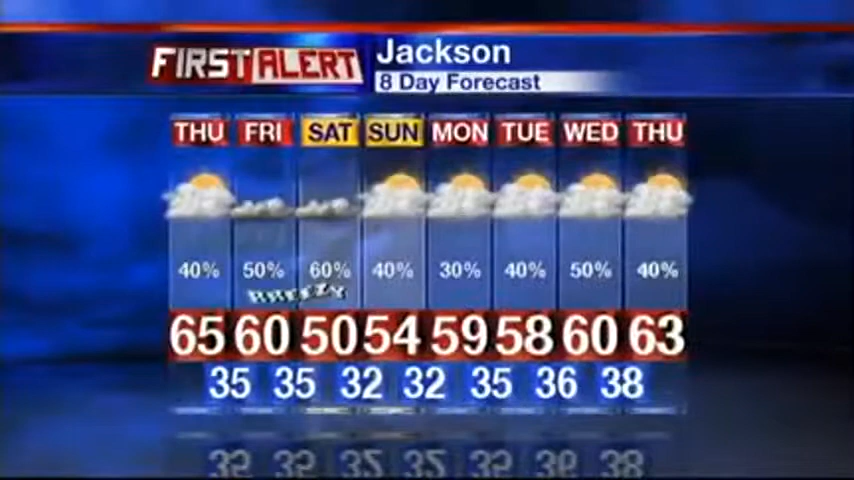 FIRST ALERT
Jackson
8 Day Forecast
THU FRI SAT SUN MON TUE WED THU
40% 50% 60% 40% 30% 40% 50% 40%
BREEZY
65 60 50 54 59 58 60 63
35 35 32 32 35 36 38